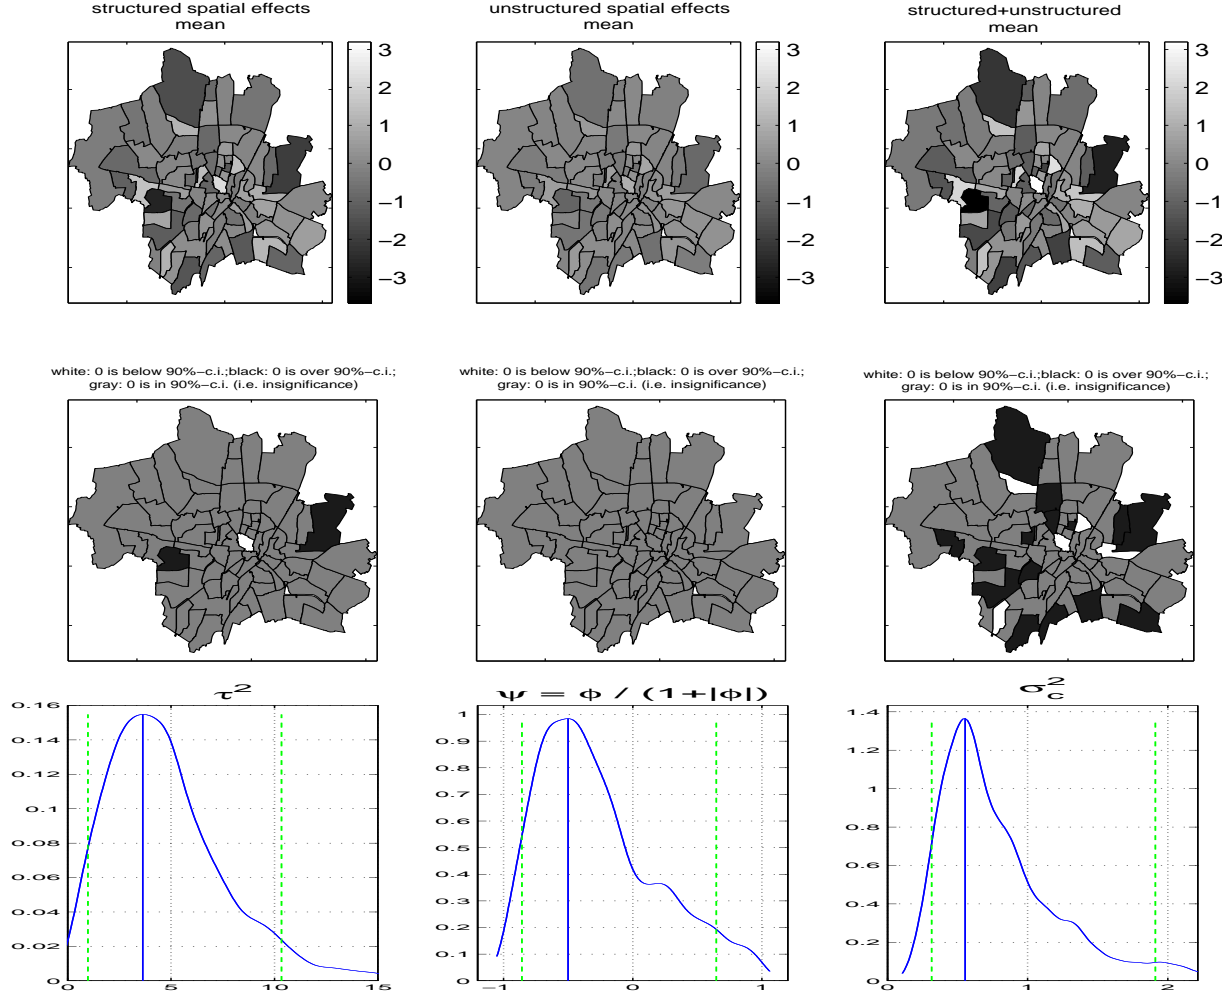 structured spatial effects
mean
unstructured spatial effects
mean
structured+unstructured
mean
3
2
1
0
−1
−2
−3
3
2
1
0
−1
−2
−3
3
2
1
0
−1
−2
−3
white: 0 is below 90%−c.i.;black: 0 is over 90%−c.i.;
gray: 0 is in 90%−c.i. (i.e. insignificance)
white: 0 is below 90%−c.i.;black: 0 is over 90%−c.i.;
gray: 0 is in 90%−c.i. (i.e. insignificance)
white: 0 is below 90%−c.i.;black: 0 is over 90%−c.i.;
gray: 0 is in 90%−c.i. (i.e. insignificance)
τ²
0.16
0.14
0.12
0.1
0.08
0.06
0.04
0.02
0
0 5 10 15
ψ = ϕ / (1+|ϕ|)
1
0.9
0.8
0.7
0.6
0.5
0.4
0.3
0.2
0.1
0
−1 0 1
σ_c²
1.4
1.2
1
0.8
0.6
0.4
0.2
0
0 1 2